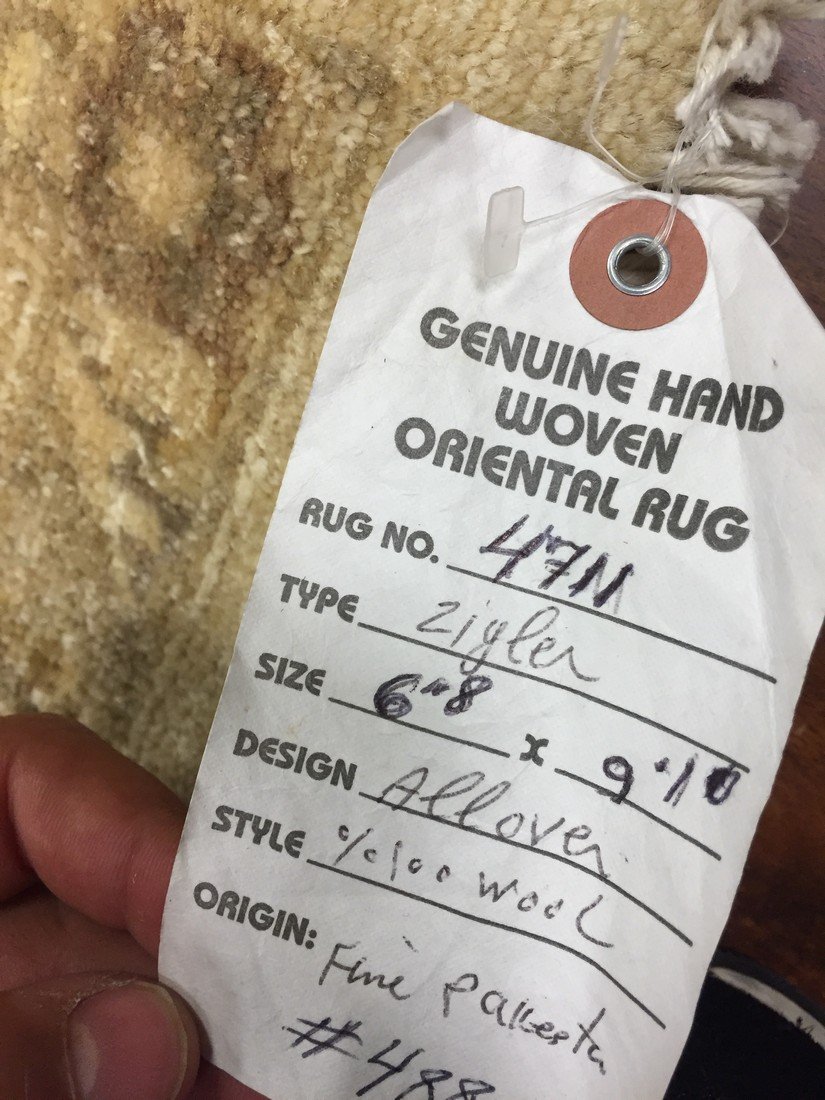 GENUINE HAND
WOVEN
ORIENTAL RUG
RUG NO. 47M
TYPE Zigler
SIZE 6"8 x 9"10
DESIGN Allover
STYLE %100 wool
ORIGIN: Fine
#488